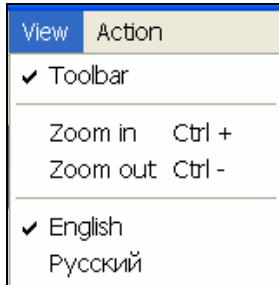 View Action
Toolbar
Zoom in Ctrl +
Zoom out Ctrl -
English
Русский